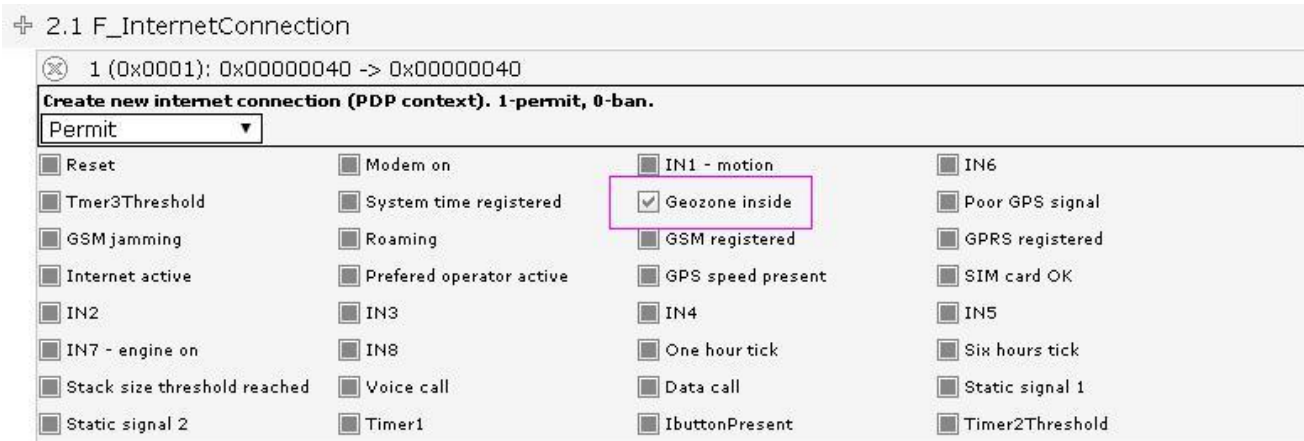 2.1 F_InternetConnection
1 (0x0001): 0x00000040 -> 0x00000040
Create new internet connection (PDP context). 1-permit, 0-ban.
Permit
Reset Modem on IN1 - motion IN6
Tmer3Threshold System time registered Geozone inside Poor GPS signal
GSM jamming Roaming GSM registered GPRS registered
Internet active Prefered operator active GPS speed present SIM card OK
IN2 IN3 IN4 IN5
IN7 - engine on IN8 One hour tick Six hours tick
Stack size threshold reached Voice call Data call Static signal 1
Static signal 2 Timer1 IbuttonPresent Timer2Threshold